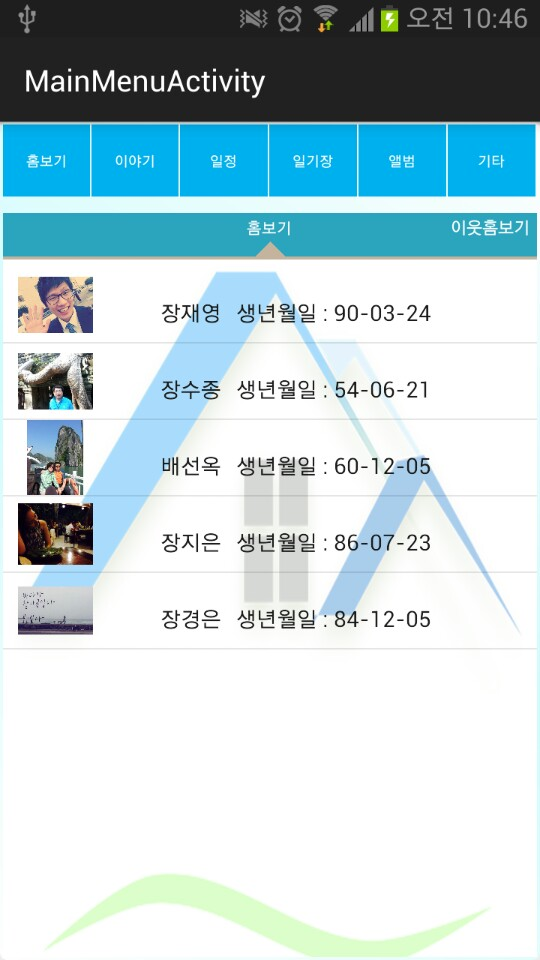 오전 10:46
MainMenuActivity
홈보기 이야기 일정 일기장 앨범 기타
홈보기 이웃홈보기
장재영 생년월일 : 90-03-24
장수종 생년월일 : 54-06-21
배선옥 생년월일 : 60-12-05
장지은 생년월일 : 86-07-23
장경은 생년월일 : 84-12-05